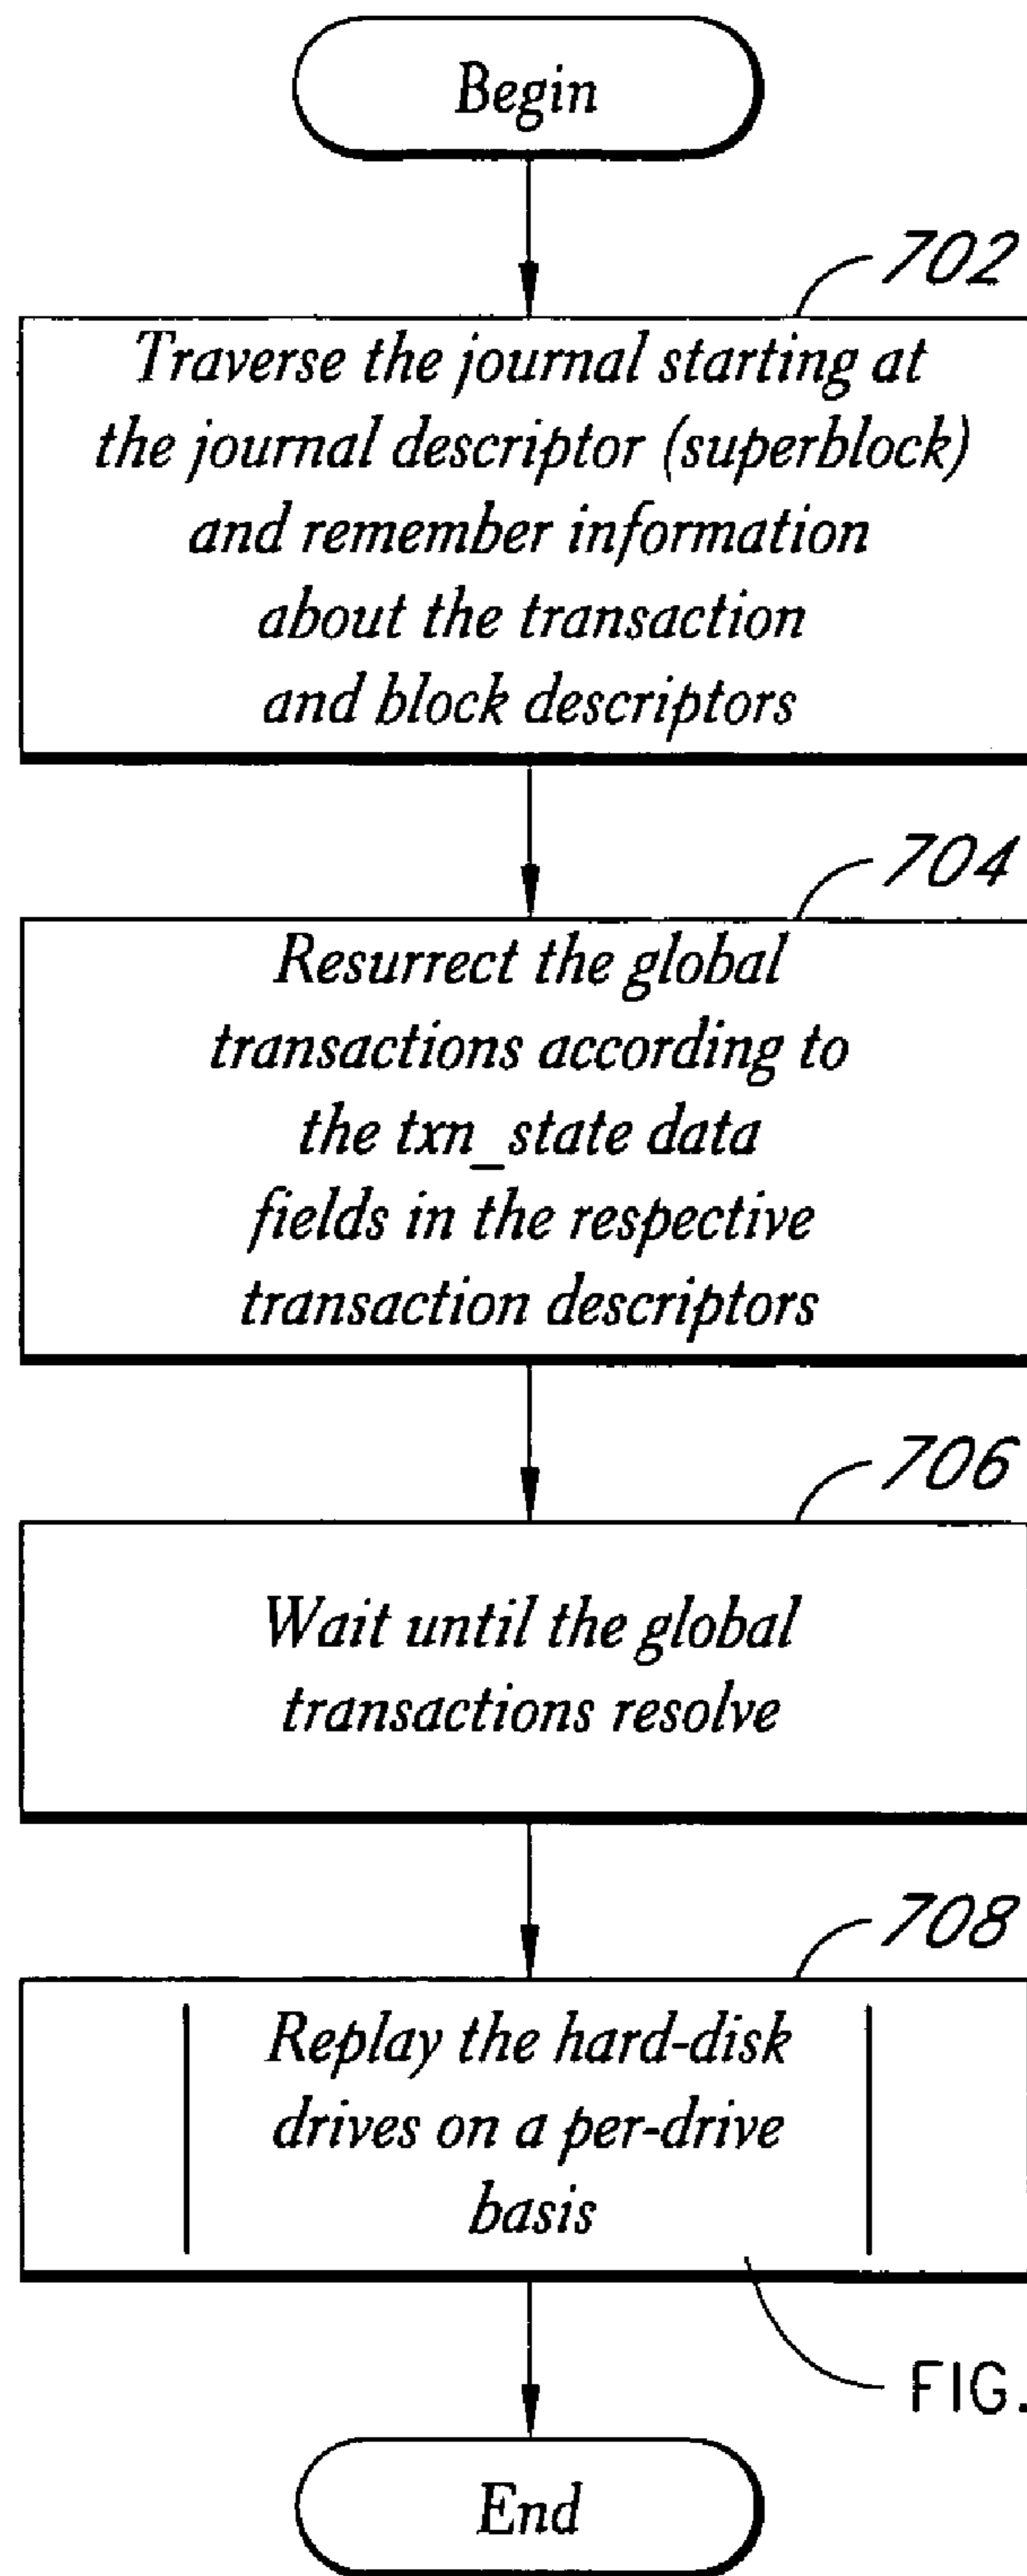 Begin
702
Traverse the journal starting at
the journal descriptor (superblock)
and remember information
about the transaction
and block descriptors
704
Resurrect the global
transactions according to
the txn_state data
fields in the respective
transaction descriptors
706
Wait until the global
transactions resolve
708
Replay the hard-disk
drives on a per-drive
basis
FIG.
End